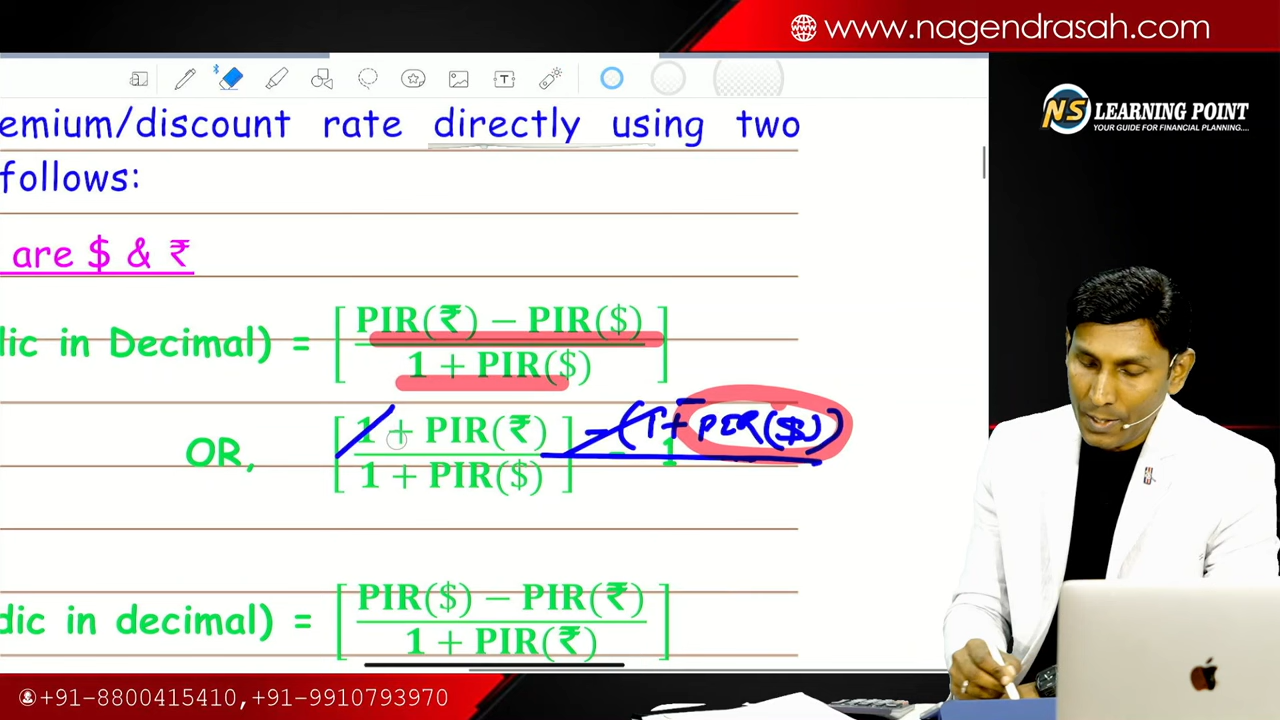 www.nagendrasah.com
NS LEARNING POINT
YOUR GUIDE FOR FINANCIAL PLANNING....
T
emium/discount rate directly using two
follows:
are $ & ₹
dic in Decimal) = [ PIR(₹) − PIR($) / 1 + PIR($) ]
OR, [ 1 + PIR(₹) / 1 + PIR($) ] - 1
-(1+PIR($))
dic in decimal) = [ PIR($) − PIR(₹) / 1 + PIR(₹) ]
+91-8800415410,+91-9910793970